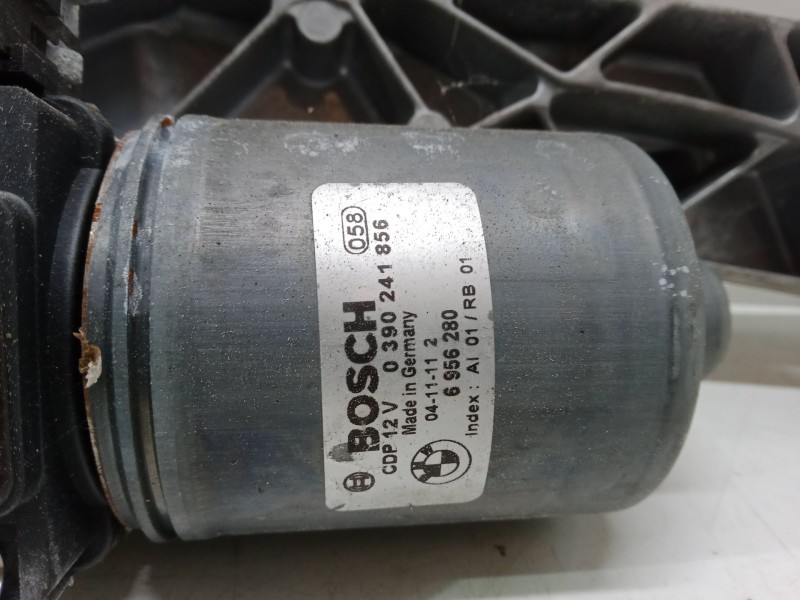 BOSCH
058
CDP 12 V 0 390 241 856
Made in Germany
04-11-11 2
6 956 280
Index : AI 01 / RB 01